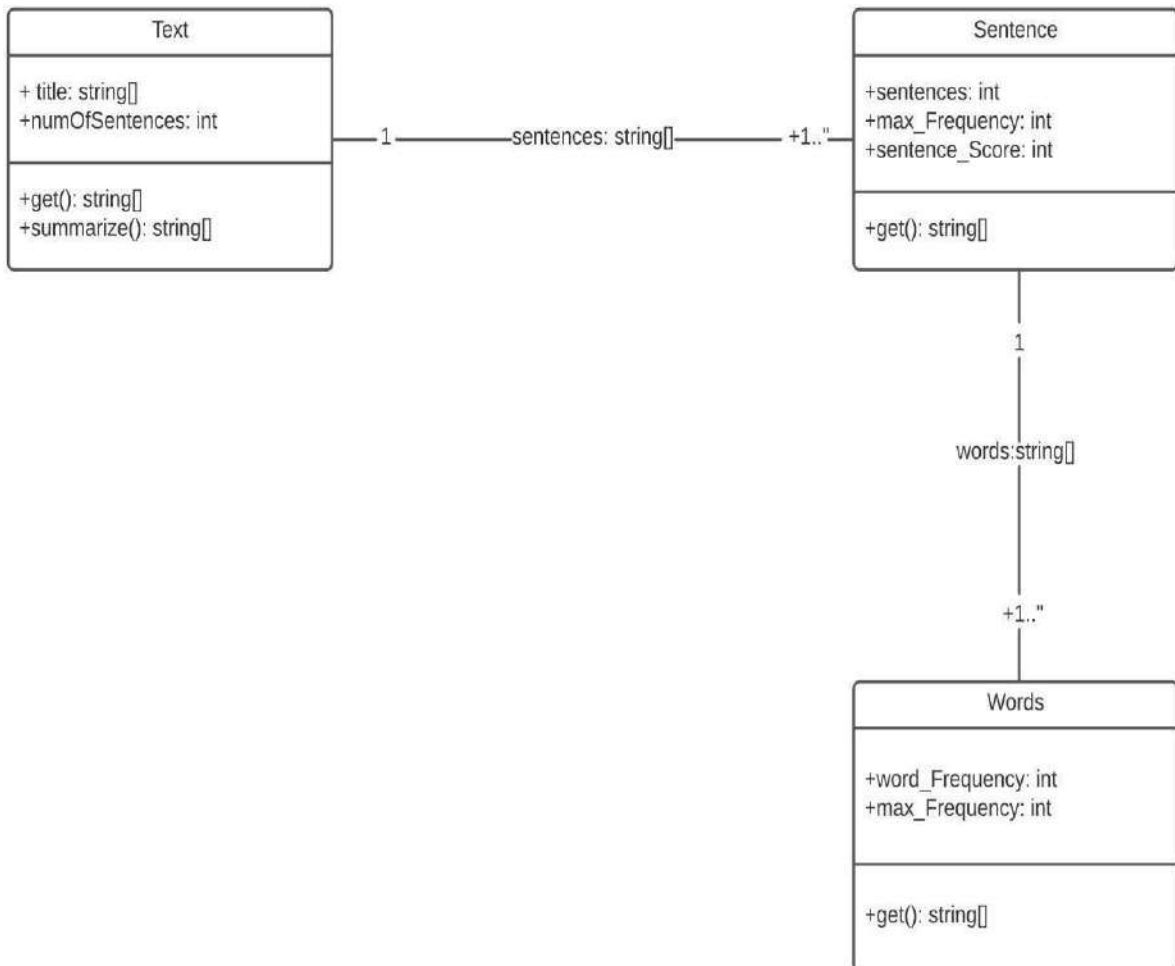 Text
+ title: string[]
+numOfSentences: int
+get(): string[]
+summarize(): string[]
1
sentences: string[]
+1.."
Sentence
+sentences: int
+max_Frequency: int
+sentence_Score: int
+get(): string[]
1
words:string[]
+1.."
Words
+word_Frequency: int
+max_Frequency: int
+get(): string[]